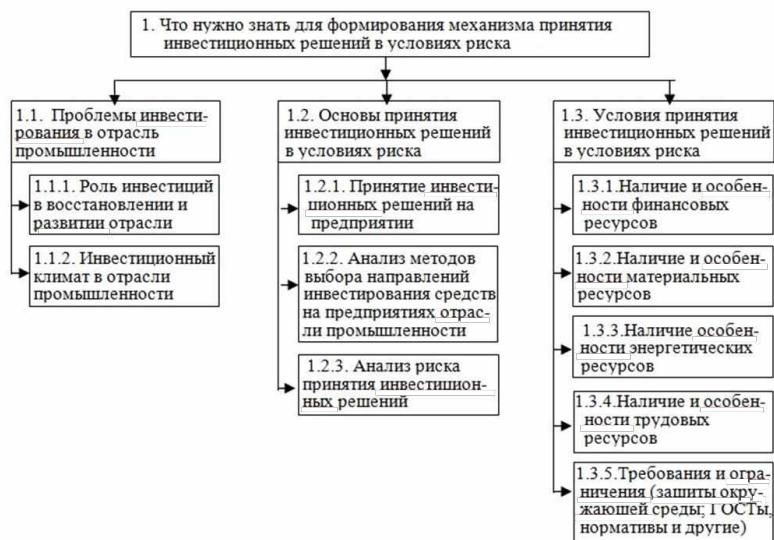 1. Что нужно знать для формирования механизма принятия
инвестиционных решений в условиях риска
1.1. Проблемы инвести-
рования в отрасль
промышленности
1.1.1. Роль инвестиций
в восстановлении и
развитии отрасли
1.1.2. Инвестиционный
климат в отрасли
промышленности
1.2. Основы принятия
инвестиционных решений
в условиях риска
1.2.1. Принятие инвести-
ционных решений на
предприятии
1.2.2. Анализ методов
выбора направлений
инвестирования средств
на предприятиях отрас-
ли промышленности
1.2.3. Анализ риска
принятия инвестицион-
ных решений
1.3. Условия принятия
инвестиционных решений
в условиях риска
1.3.1.Наличие и особен-
ности финансовых
ресурсов
1.3.2.Наличие и особен-
ности материальных
ресурсов
1.3.3.Наличие особен-
ности энергетических
ресурсов
1.3.4.Наличие и особен-
ности трудовых
ресурсов
1.3.5.Требования и огра-
ничения (защиты окру-
жающей среды; ГОСТы,
нормативы и другие)